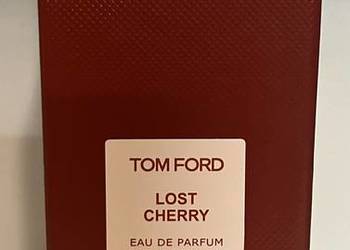 TOM FORD
LOST
CHERRY
EAU DE PARFUM